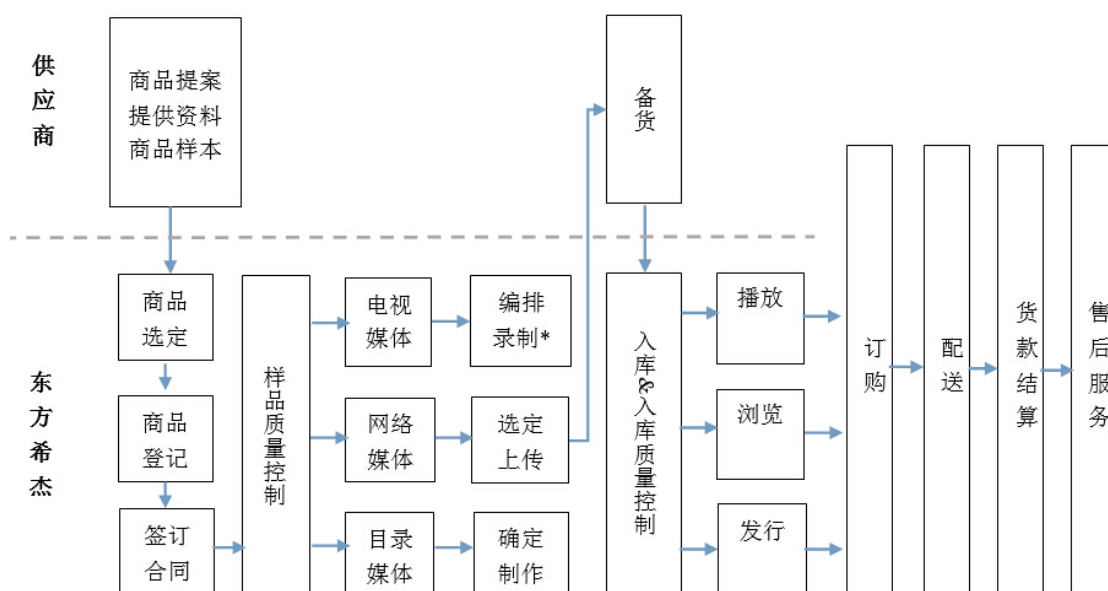 供应商
商品提案
提供资料
商品样本
备货
东方希杰
商品
选定
商品
登记
签订
合同
样品质量控制
电视
媒体
编排
录制*
网络
媒体
选定
上传
目录
媒体
确定
制作
入库&入库质量控制
播放
浏览
发行
订购
配送
货款结算
售后服务